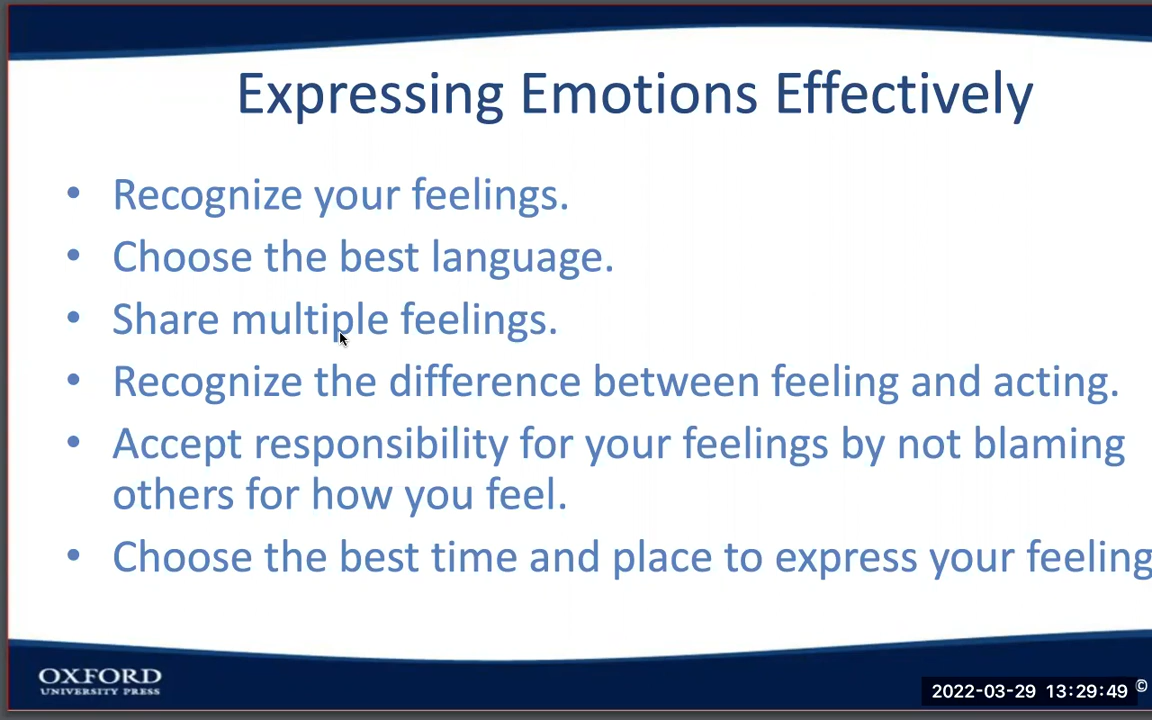 Expressing Emotions Effectively
• Recognize your feelings.
• Choose the best language.
• Share multiple feelings.
• Recognize the difference between feeling and acting.
• Accept responsibility for your feelings by not blaming
others for how you feel.
• Choose the best time and place to express your feeling
OXFORD
UNIVERSITY PRESS
2022-03-29 13:29:49 ©